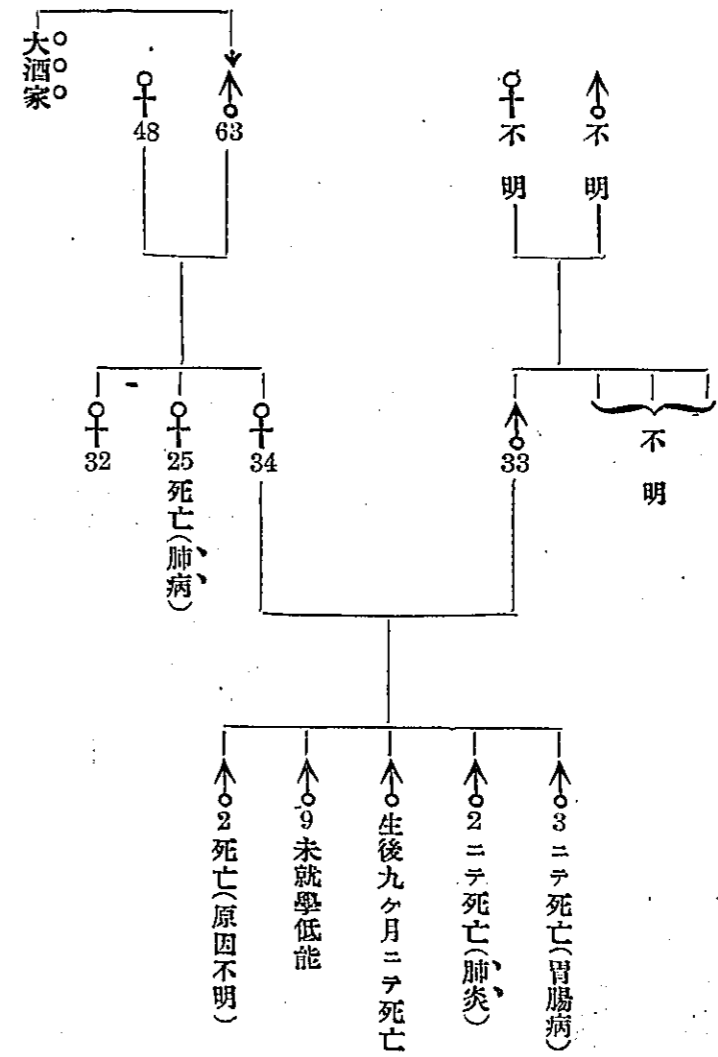 大酒家
♀ 48
♂ 63
♀ 不明
♂ 不明
♀ 32
♀ 25 死亡(肺病)
♀ 34
♂ 33
不明
♂ 2 死亡(原因不明)
♂ 9 未就學低能
♂ 生後九ケ月ニテ死亡
♂ 2 ニテ死亡(肺炎)
♂ 3 ニテ死亡(胃腸病)